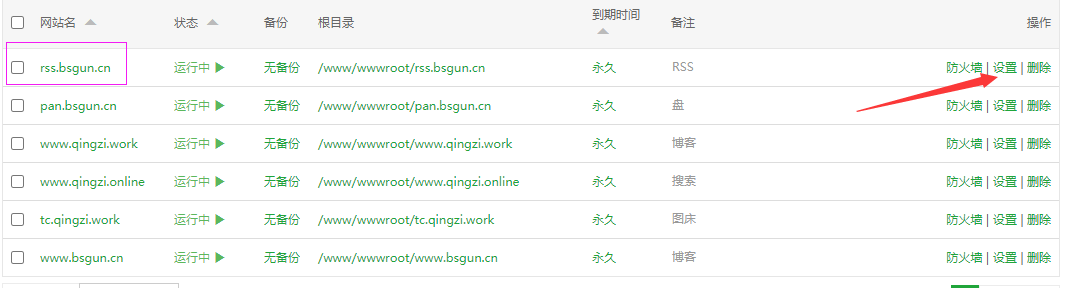 网站名 状态 备份 根目录 到期时间 备注 操作
rss.bsgun.cn 运行中 无备份 /www/wwwroot/rss.bsgun.cn 永久 RSS 防火墙 | 设置 | 删除
pan.bsgun.cn 运行中 无备份 /www/wwwroot/pan.bsgun.cn 永久 盘 防火墙 | 设置 | 删除
www.qingzi.work 运行中 无备份 /www/wwwroot/www.qingzi.work 永久 博客 防火墙 | 设置 | 删除
www.qingzi.online 运行中 无备份 /www/wwwroot/www.qingzi.online 永久 搜索 防火墙 | 设置 | 删除
tc.qingzi.work 运行中 无备份 /www/wwwroot/tc.qingzi.work 永久 图床 防火墙 | 设置 | 删除
www.bsgun.cn 运行中 无备份 /www/wwwroot/www.bsgun.cn 永久 博客 防火墙 | 设置 | 删除